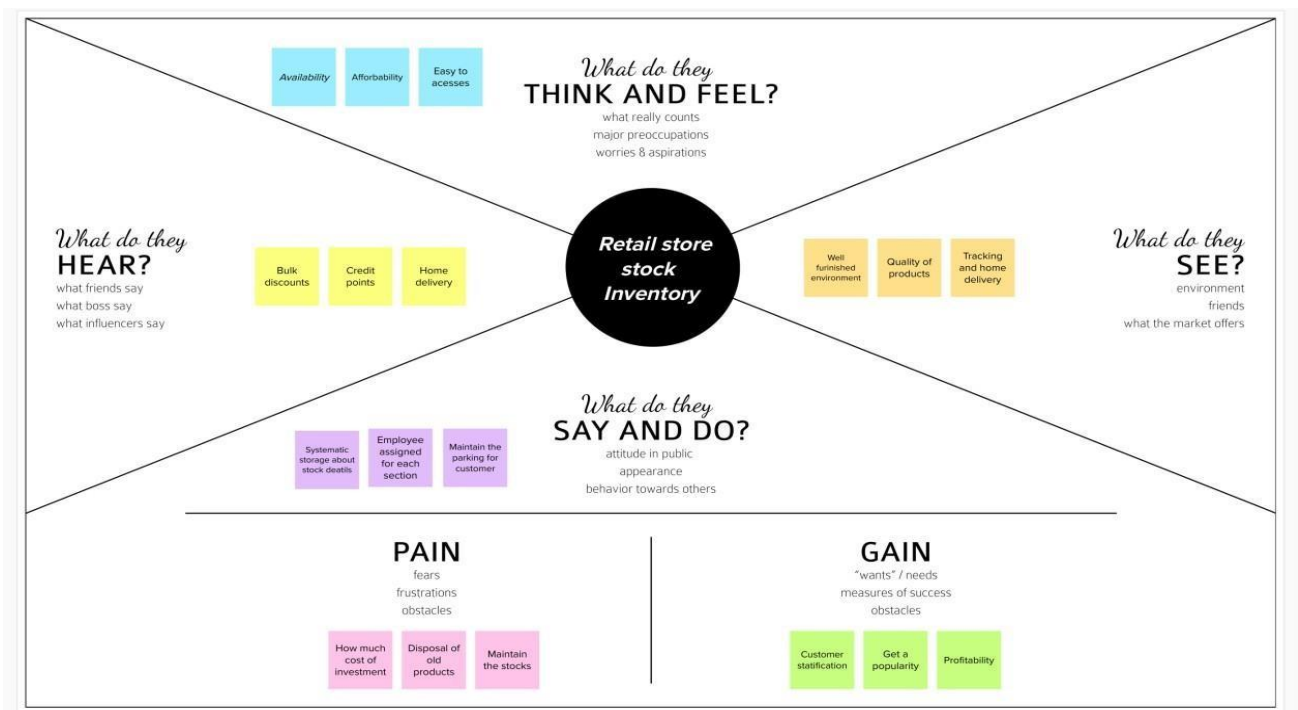 Availability
Afforbability
Easy to
acesses
What do they
THINK AND FEEL?
what really counts
major preoccupations
worries & aspirations
What do they
HEAR?
what friends say
what boss say
what influencers say
Bulk
discounts
Credit
points
Home
delivery
Retail store
stock
Inventory
Well
furinished
environment
Quality of
products
Tracking
and home
delivery
What do they
SEE?
environment
friends
what the market offers
What do they
SAY AND DO?
attitude in public
appearance
behavior towards others
Systematic
storage about
stock deatils
Employee
assigned
for each
section
Maintain the
parking for
customer
PAIN
fears
frustrations
obstacles
How much
cost of
investment
Disposal of
old
products
Maintain
the stocks
GAIN
"wants" / needs
measures of success
obstacles
Customer
statification
Get a
popularity
Profitability